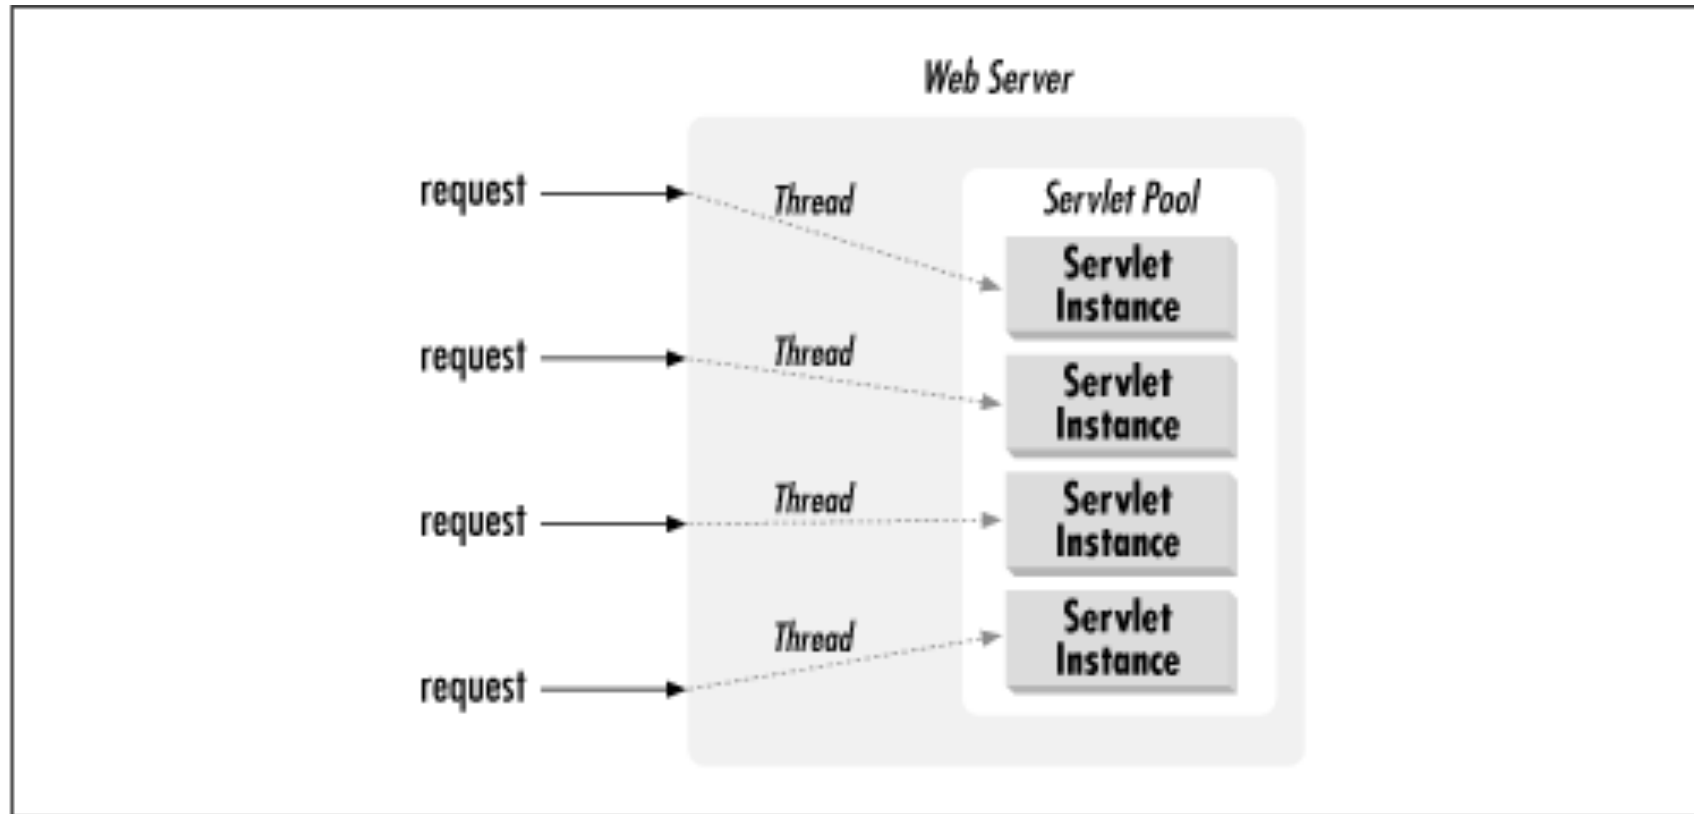 Web Server
request
Thread
Servlet Pool
Servlet
Instance
request
Thread
Servlet
Instance
request
Thread
Servlet
Instance
request
Thread
Servlet
Instance